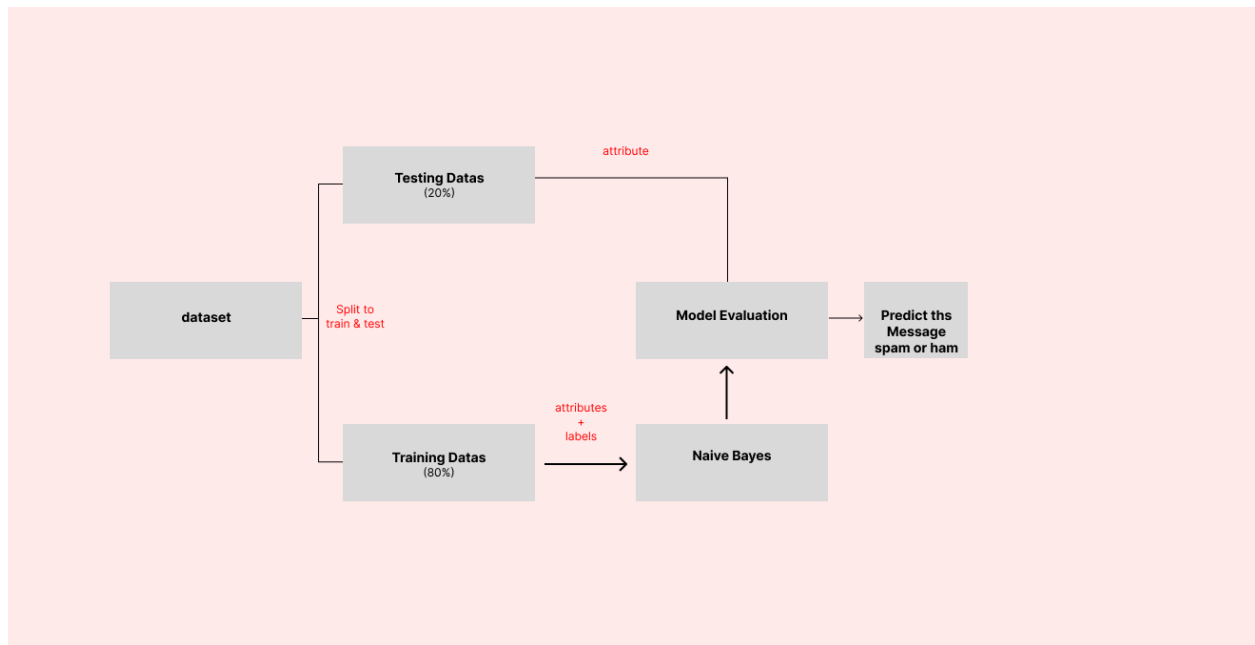 attribute
Testing Datas
(20%)
dataset
Split to
train & test
Model Evaluation
Predict ths
Message
spam or ham
attributes
+
labels
Training Datas
(80%)
Naive Bayes